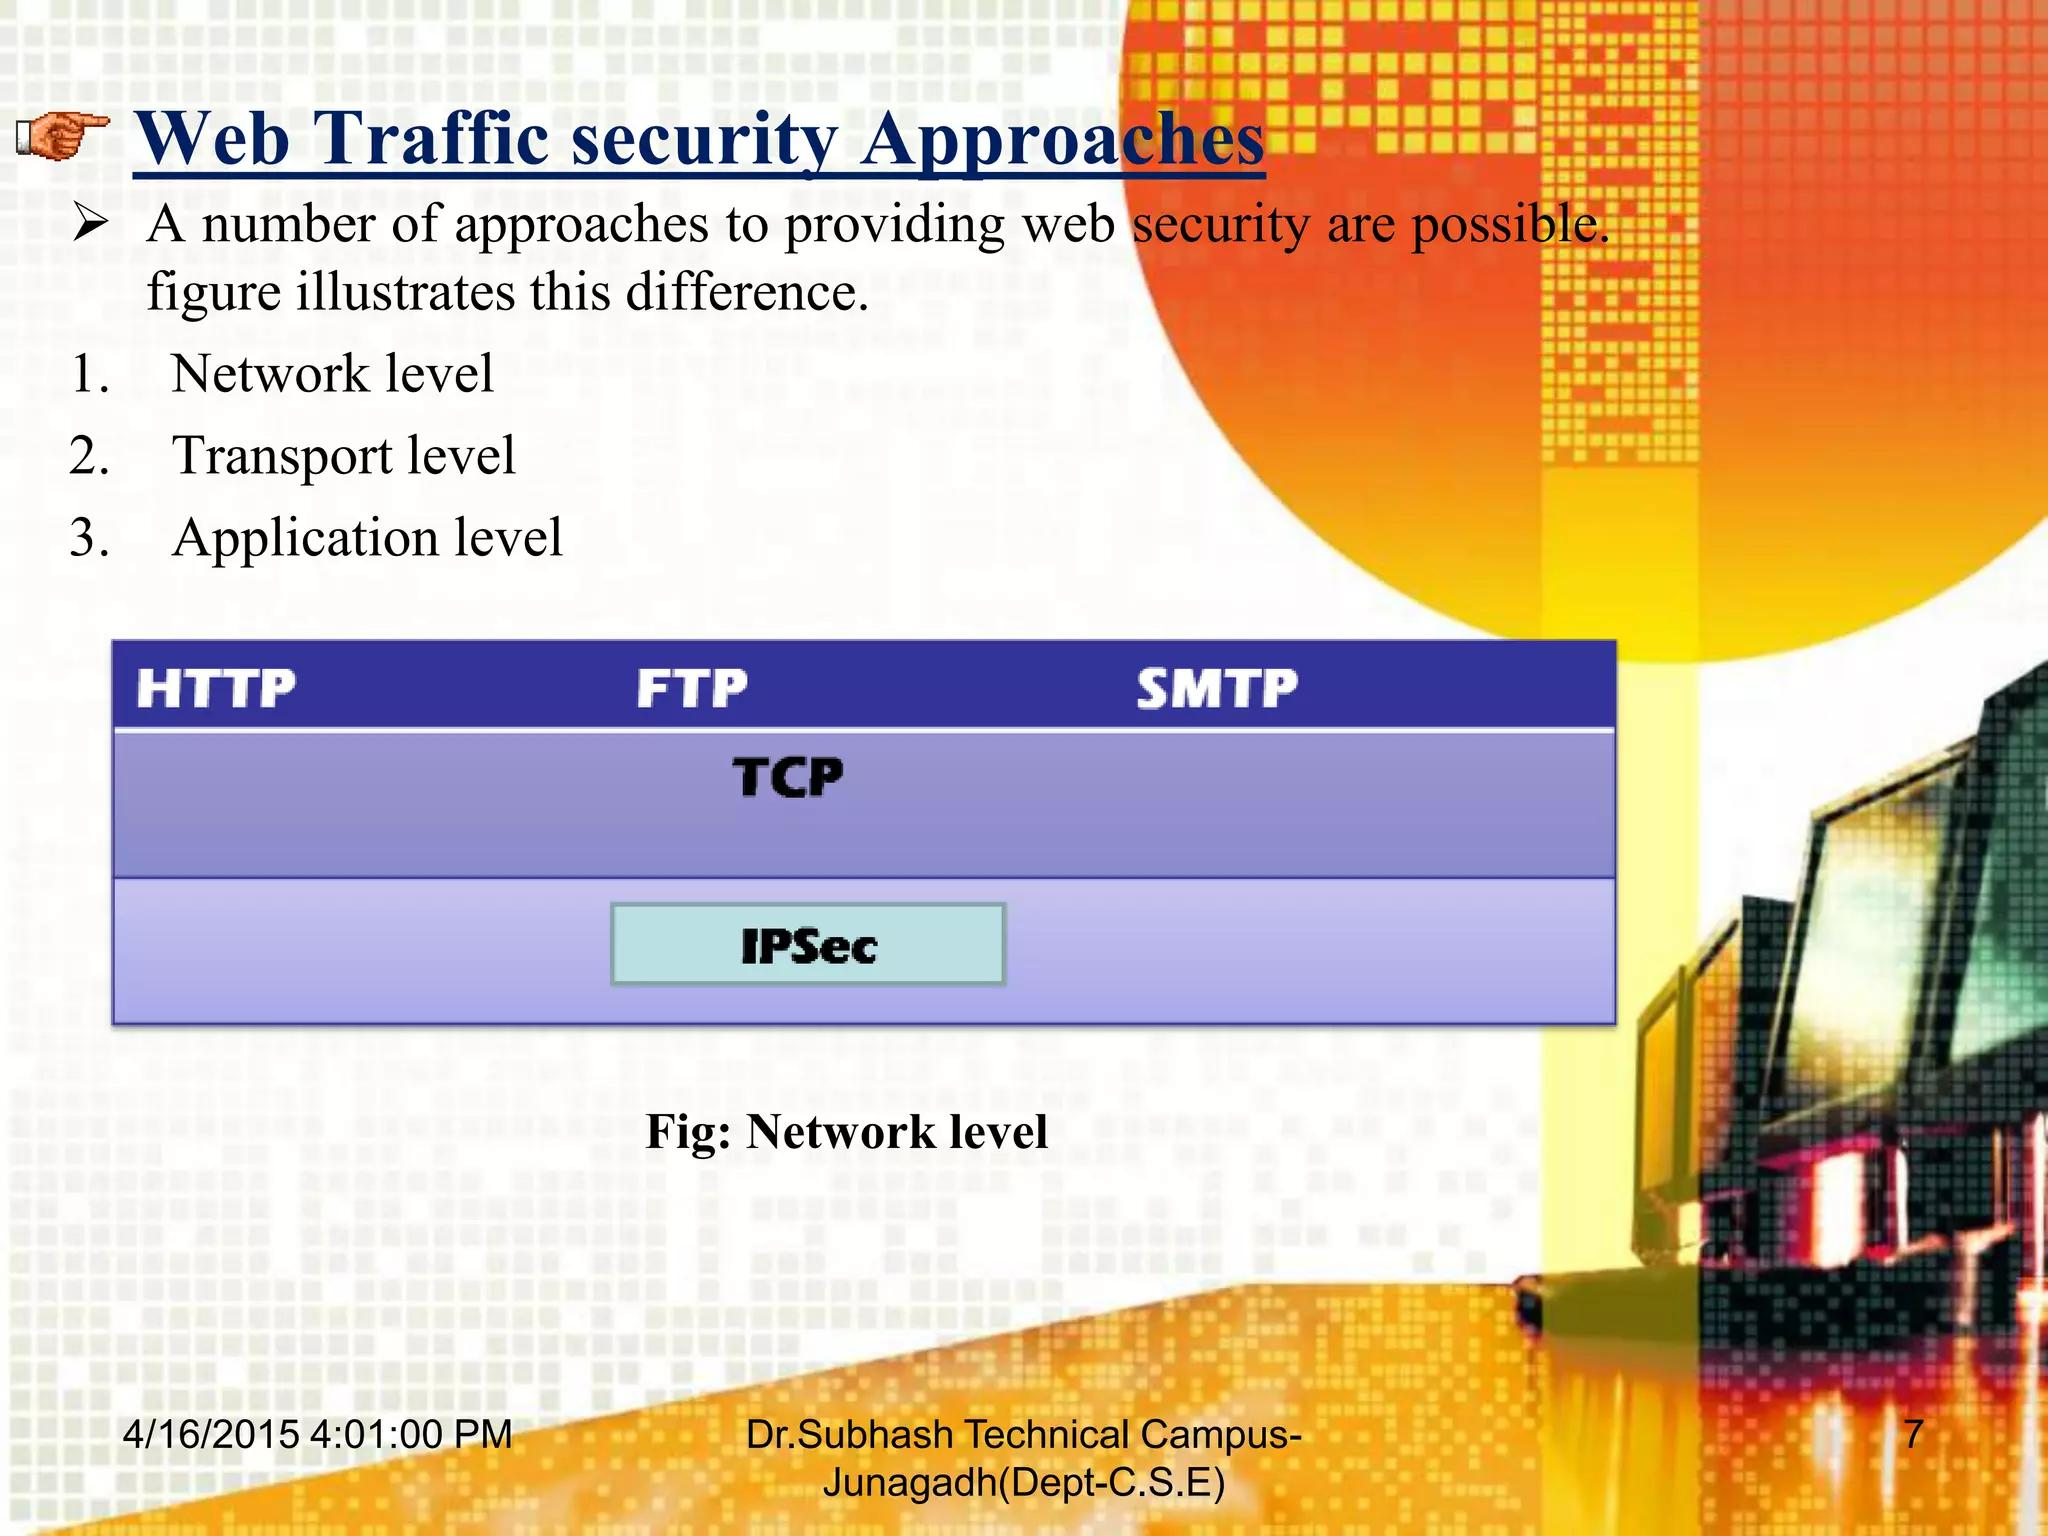 Web Traffic security Approaches
➢ A number of approaches to providing web security are possible.
figure illustrates this difference.
1. Network level
2. Transport level
3. Application level
HTTP FTP SMTP
TCP
IPSec
Fig: Network level
4/16/2015 4:01:00 PM
Dr.Subhash Technical Campus-
Junagadh(Dept-C.S.E)
7